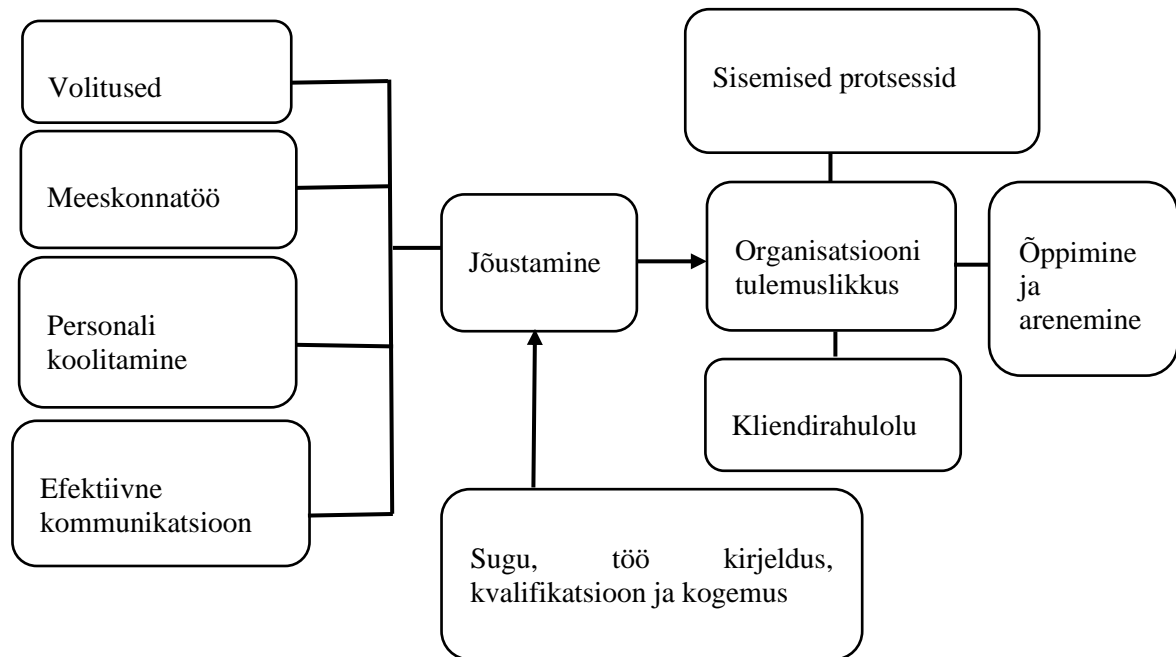 Volitused
Meeskonnatöö
Personali
koolitamine
Efektiivne
kommunikatsioon
Jõustamine
Sugu, töö kirjeldus,
kvalifikatsioon ja kogemus
Sisemised protsessid
Organisatsiooni
tulemuslikkus
Kliendirahulolu
Õppimine
ja
arenemine